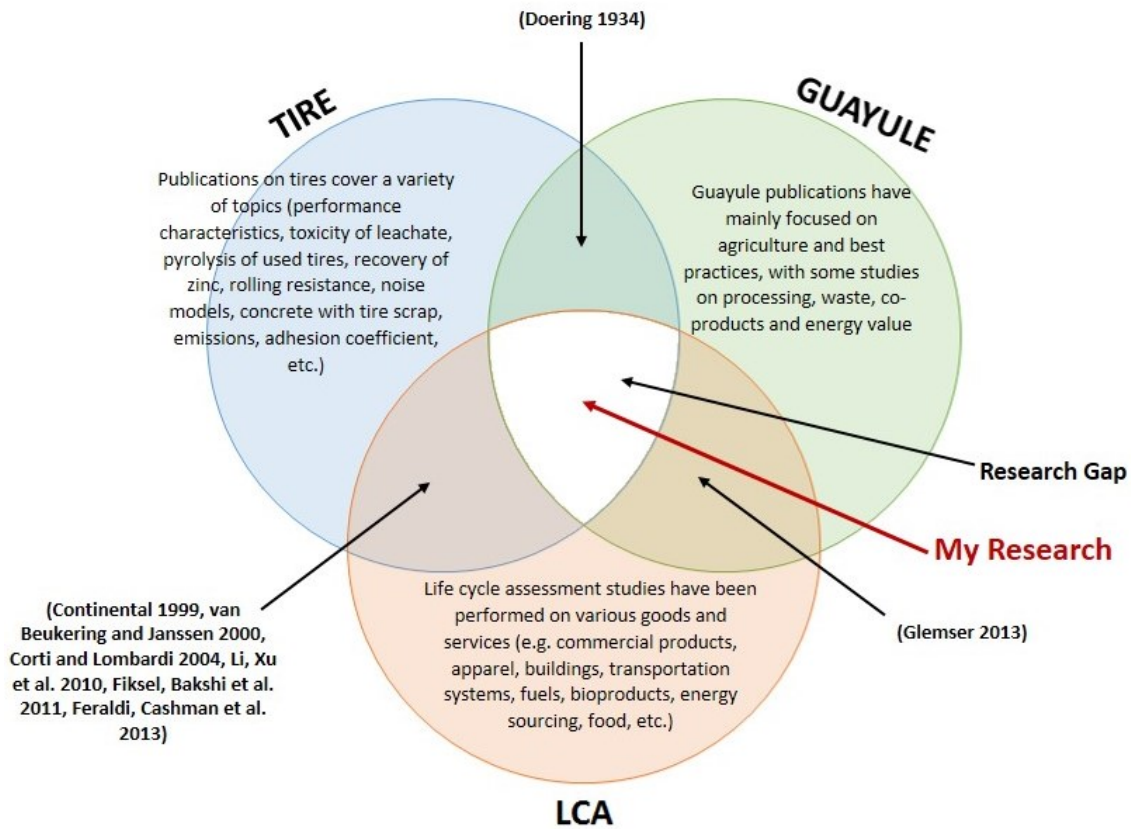 (Doering 1934)
TIRE
GUAYULE
Publications on tires cover a variety
of topics (performance
characteristics, toxicity of leachate,
pyrolysis of used tires, recovery of
zinc, rolling resistance, noise
models, concrete with tire scrap,
emissions, adhesion coefficient,
etc.)
Guayule publications have
mainly focused on
agriculture and best
practices, with some studies
on processing, waste, co-
products and energy value
Research Gap
My Research
(Continental 1999, van
Beukering and Janssen 2000,
Corti and Lombardi 2004, Li, Xu
et al. 2010, Fiksel, Bakshi et al.
2011, Feraldi, Cashman et al.
2013)
Life cycle assessment studies have been
performed on various goods and
services (e.g. commercial products,
apparel, buildings, transportation
systems, fuels, bioproducts, energy
sourcing, food, etc.)
(Glemser 2013)
LCA